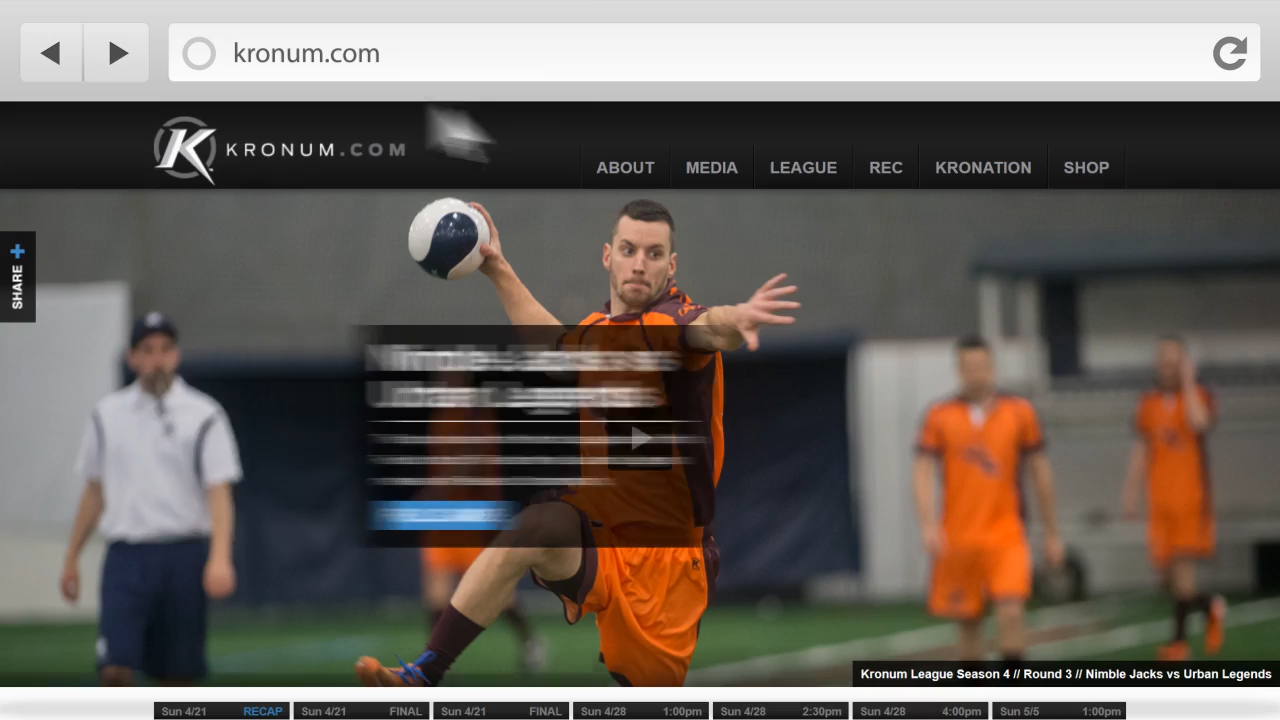 kronum.com
KRONUM.COM
ABOUT MEDIA LEAGUE REC KRONATION SHOP
SHARE +
Kronum League Season 4 // Round 3 // Nimble Jacks vs Urban Legends
Sun 4/21 RECAP Sun 4/21 FINAL Sun 4/21 FINAL Sun 4/28 1:00pm Sun 4/28 2:30pm Sun 4/28 4:00pm Sun 5/5 1:00pm